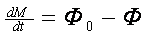 dM/dt = Φ₀ − Φ